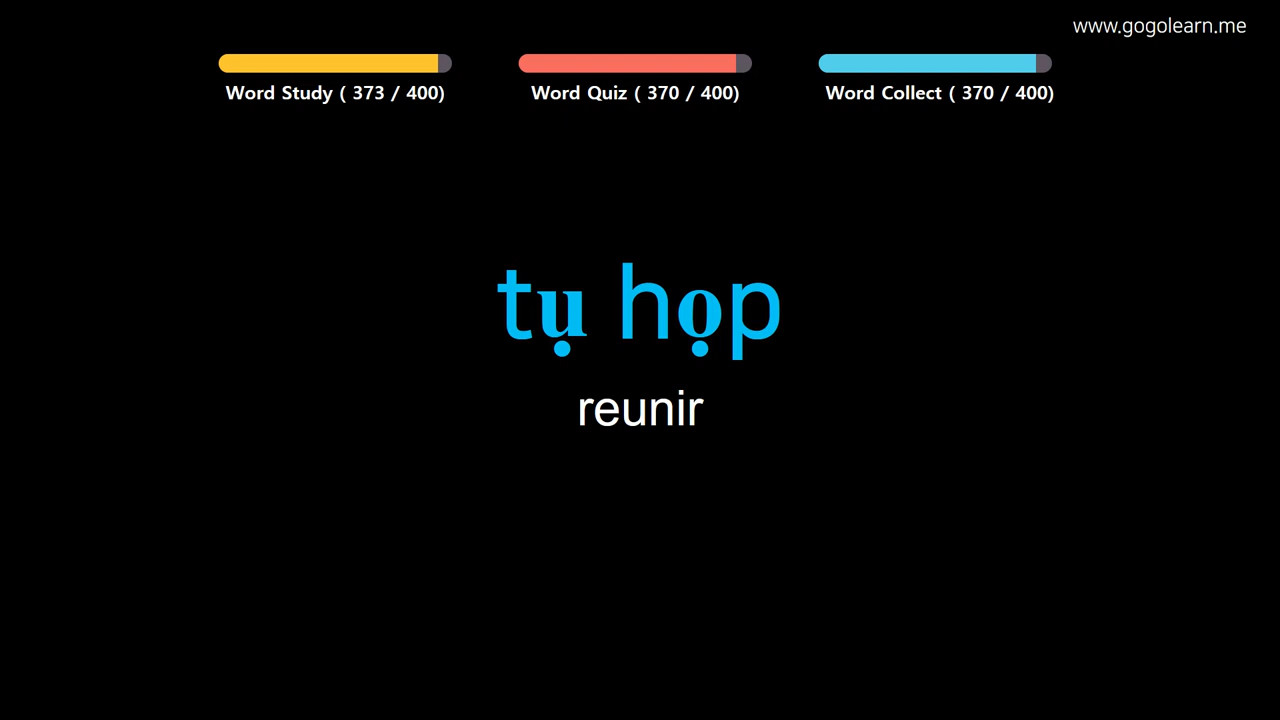 www.gogolearn.me
Word Study ( 373 / 400)
Word Quiz ( 370 / 400)
Word Collect ( 370 / 400)
tụ họp
reunir